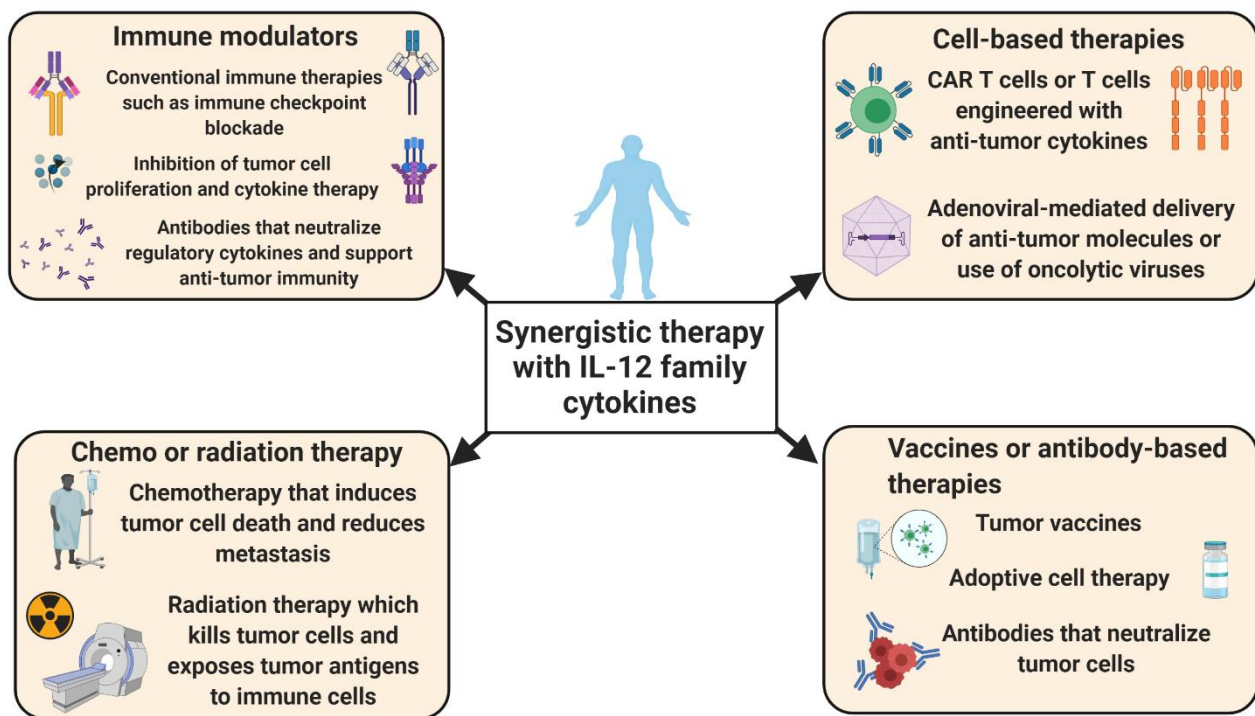 Immune modulators
Conventional immune therapies
such as immune checkpoint
blockade
Inhibition of tumor cell
proliferation and cytokine therapy
Antibodies that neutralize
regulatory cytokines and support
anti-tumor immunity
Cell-based therapies
CAR T cells or T cells
engineered with
anti-tumor cytokines
Adenoviral-mediated delivery
of anti-tumor molecules or
use of oncolytic viruses
Synergistic therapy
with IL-12 family
cytokines
Chemo or radiation therapy
Chemotherapy that induces
tumor cell death and reduces
metastasis
Radiation therapy which
kills tumor cells and
exposes tumor antigens
to immune cells
Vaccines or antibody-based
therapies
Tumor vaccines
Adoptive cell therapy
Antibodies that neutralize
tumor cells